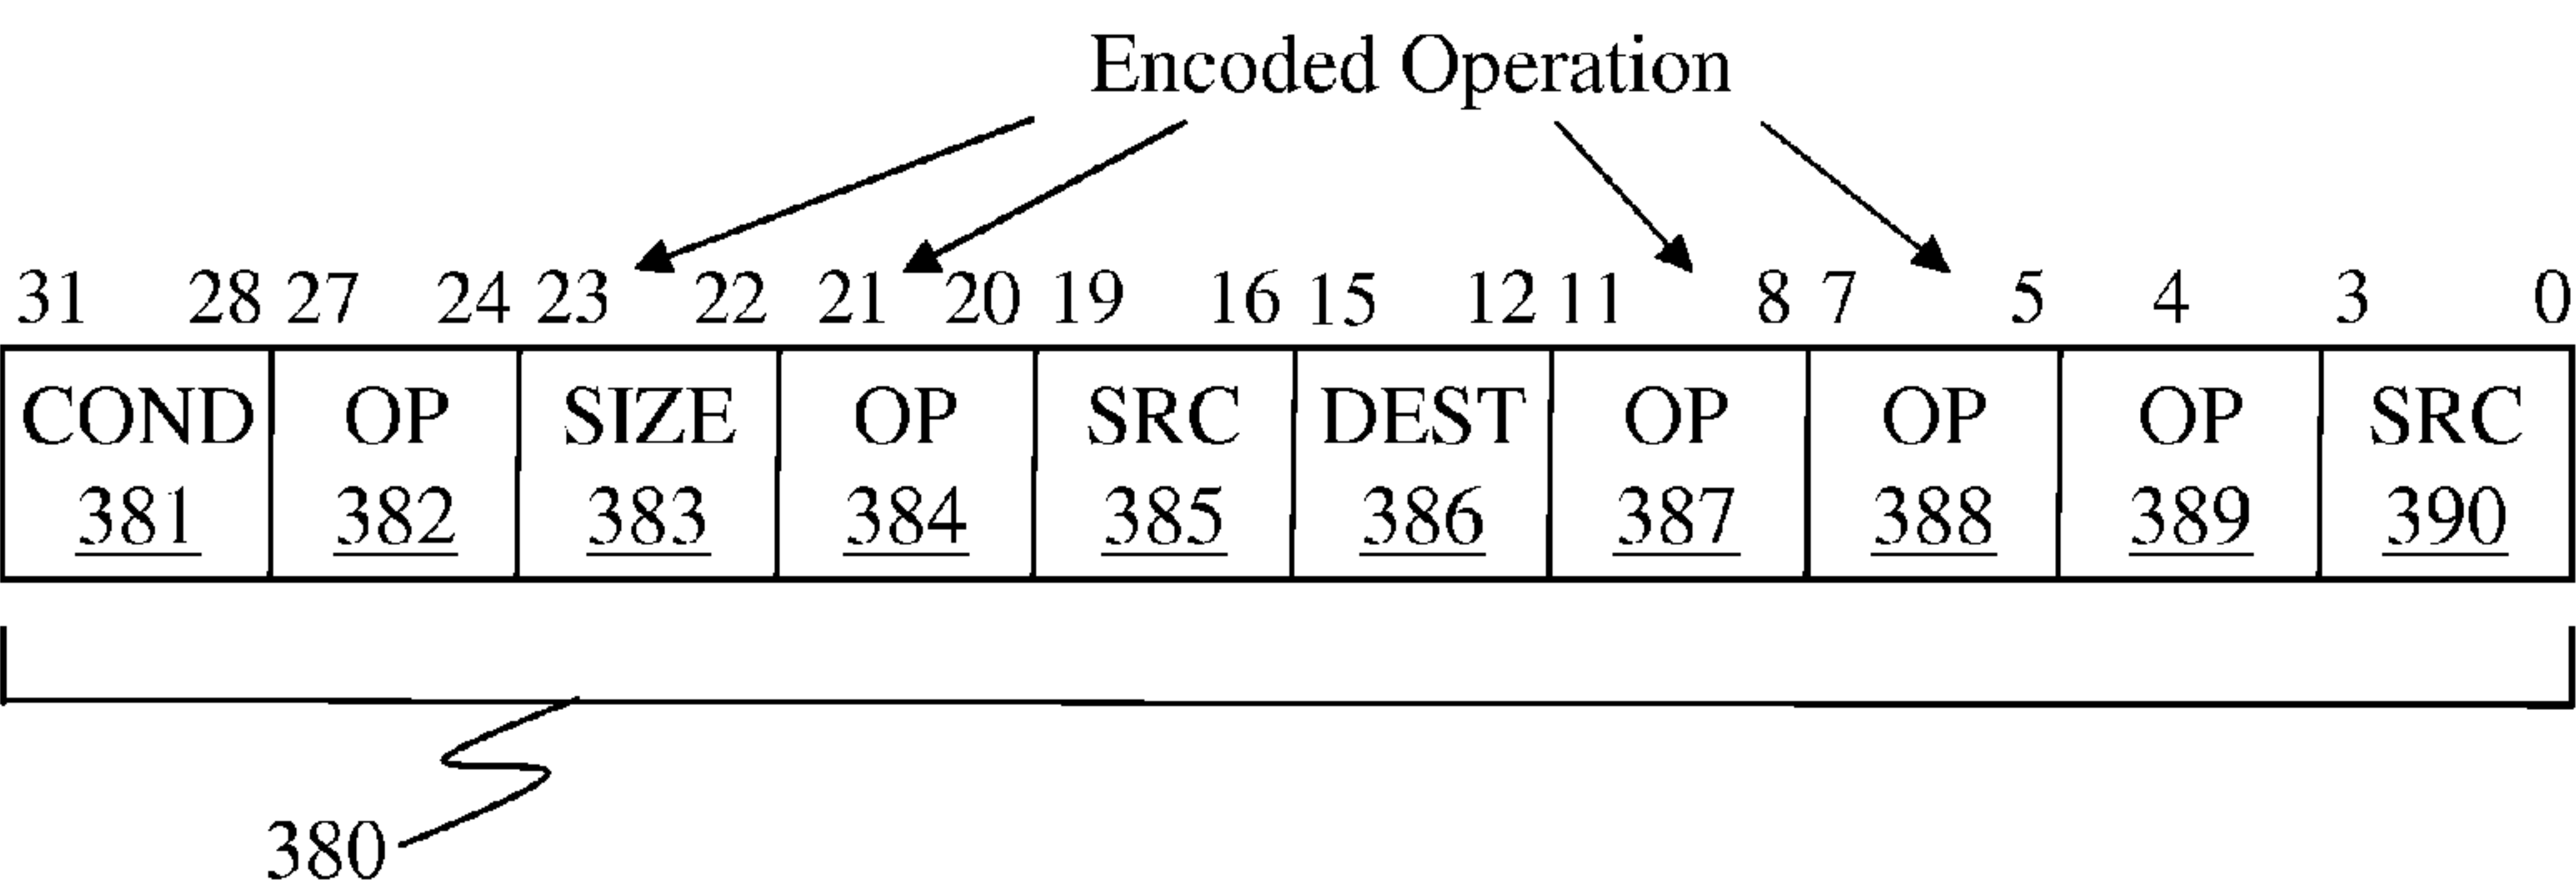 Encoded Operation
31 28 27 24 23 22 21 20 19 16 15 12 11 8 7 5 4 3 0
COND OP SIZE OP SRC DEST OP OP OP SRC
381 382 383 384 385 386 387 388 389 390
380